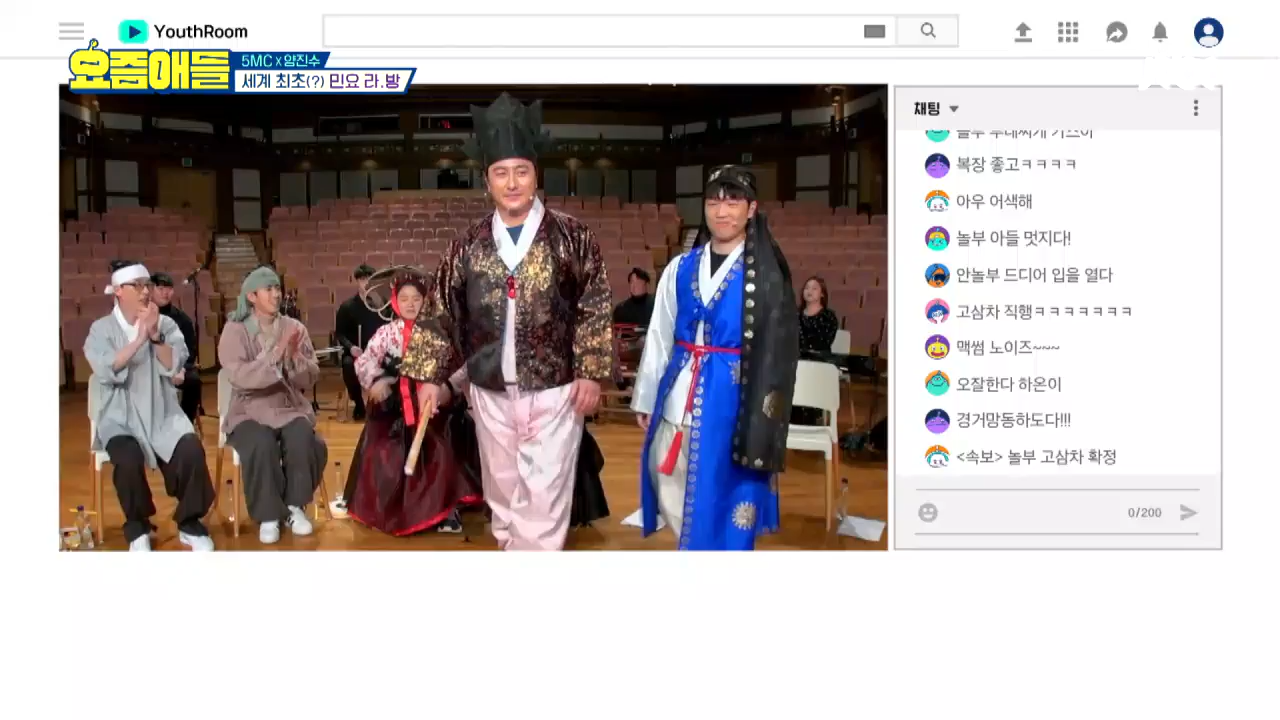 YouthRoom
요즘애들
5MC x 얌진수
세계 최초(?) 민요 라.방
채팅
복장 좋고ㅋㅋㅋㅋ
아우 어색해
놀부 아들 멋지다!
안놀부 드디어 입을 열다
고삼차 직행ㅋㅋㅋㅋㅋㅋㅋ
맥썸 노이즈~~~
오잘한다 하온이
경거망동하도다!!!
<속보> 놀부 고삼차 확정
0/200